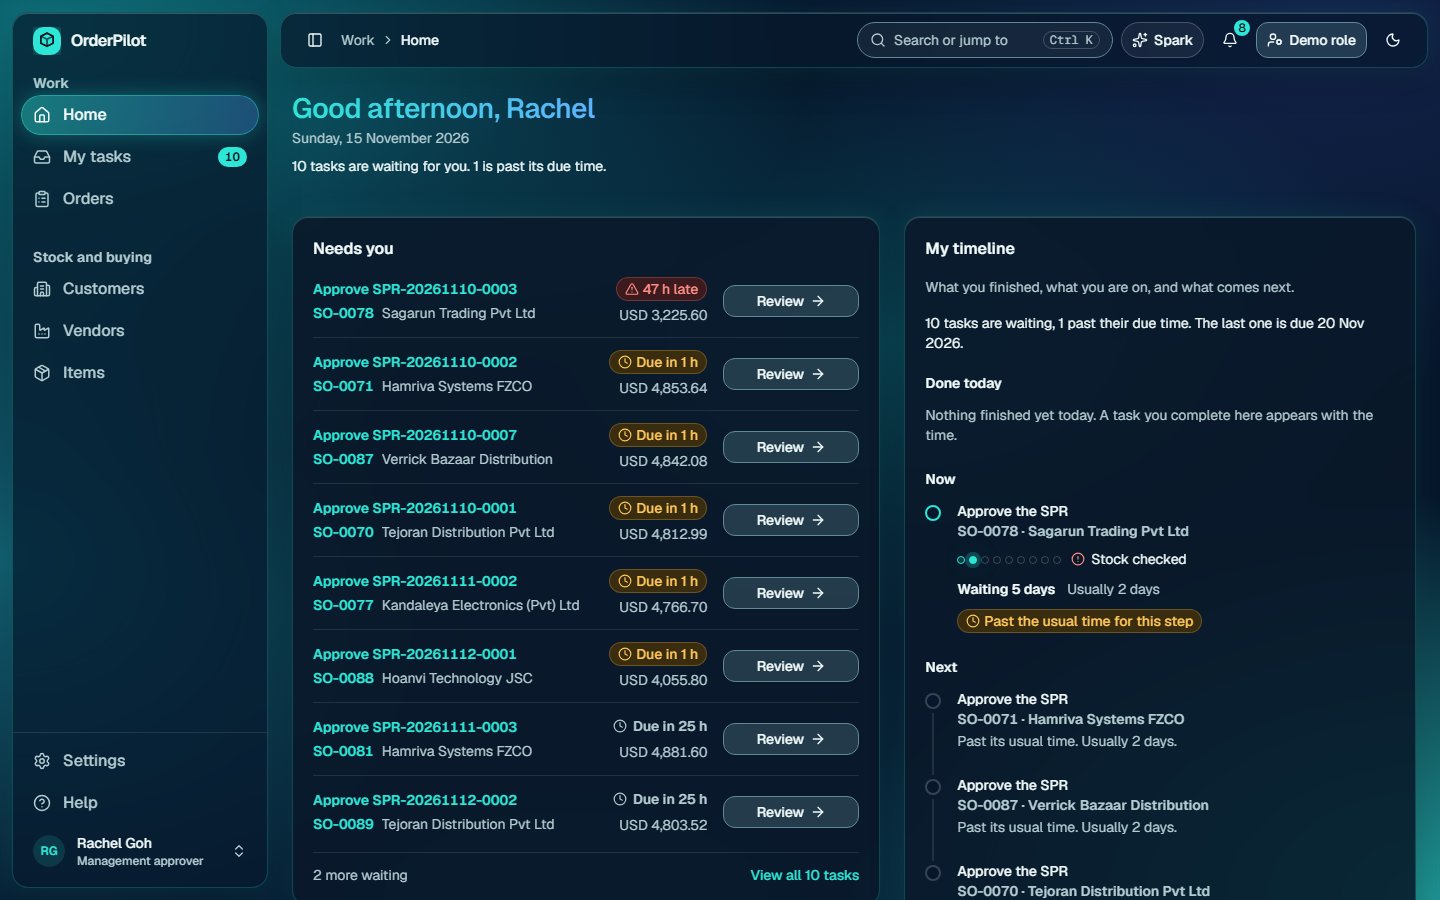 OrderPilot
Work
Home
My tasks 10
Orders
Stock and buying
Customers
Vendors
Items
Settings
Help
RG Rachel Goh
Management approver
Work > Home
Search or jump to Ctrl K
Spark
8
Demo role
Good afternoon, Rachel
Sunday, 15 November 2026
10 tasks are waiting for you. 1 is past its due time.
Needs you
Approve SPR-20261110-0003 47 h late
SO-0078 Sagarun Trading Pvt Ltd USD 3,225.60
Review →
Approve SPR-20261110-0002 Due in 1 h
SO-0071 Hamriva Systems FZCO USD 4,853.64
Review →
Approve SPR-20261110-0007 Due in 1 h
SO-0087 Verrick Bazaar Distribution USD 4,842.08
Review →
Approve SPR-20261110-0001 Due in 1 h
SO-0070 Tejoran Distribution Pvt Ltd USD 4,812.99
Review →
Approve SPR-20261111-0002 Due in 1 h
SO-0077 Kandaleya Electronics (Pvt) Ltd USD 4,766.70
Review →
Approve SPR-20261112-0001 Due in 1 h
SO-0088 Hoanvi Technology JSC USD 4,055.80
Review →
Approve SPR-20261111-0003 Due in 25 h
SO-0081 Hamriva Systems FZCO USD 4,881.60
Review →
Approve SPR-20261112-0002 Due in 25 h
SO-0089 Tejoran Distribution Pvt Ltd USD 4,803.52
Review →
2 more waiting View all 10 tasks
My timeline
What you finished, what you are on, and what comes next.
10 tasks are waiting, 1 past their due time. The last one is due 20 Nov
2026.
Done today
Nothing finished yet today. A task you complete here appears with the
time.
Now
Approve the SPR
SO-0078 · Sagarun Trading Pvt Ltd
Stock checked
Waiting 5 days Usually 2 days
Past the usual time for this step
Next
Approve the SPR
SO-0071 · Hamriva Systems FZCO
Past its usual time. Usually 2 days.
Approve the SPR
SO-0087 · Verrick Bazaar Distribution
Past its usual time. Usually 2 days.
Approve the SPR
SO-0070 · Tejoran Distribution Pvt Ltd